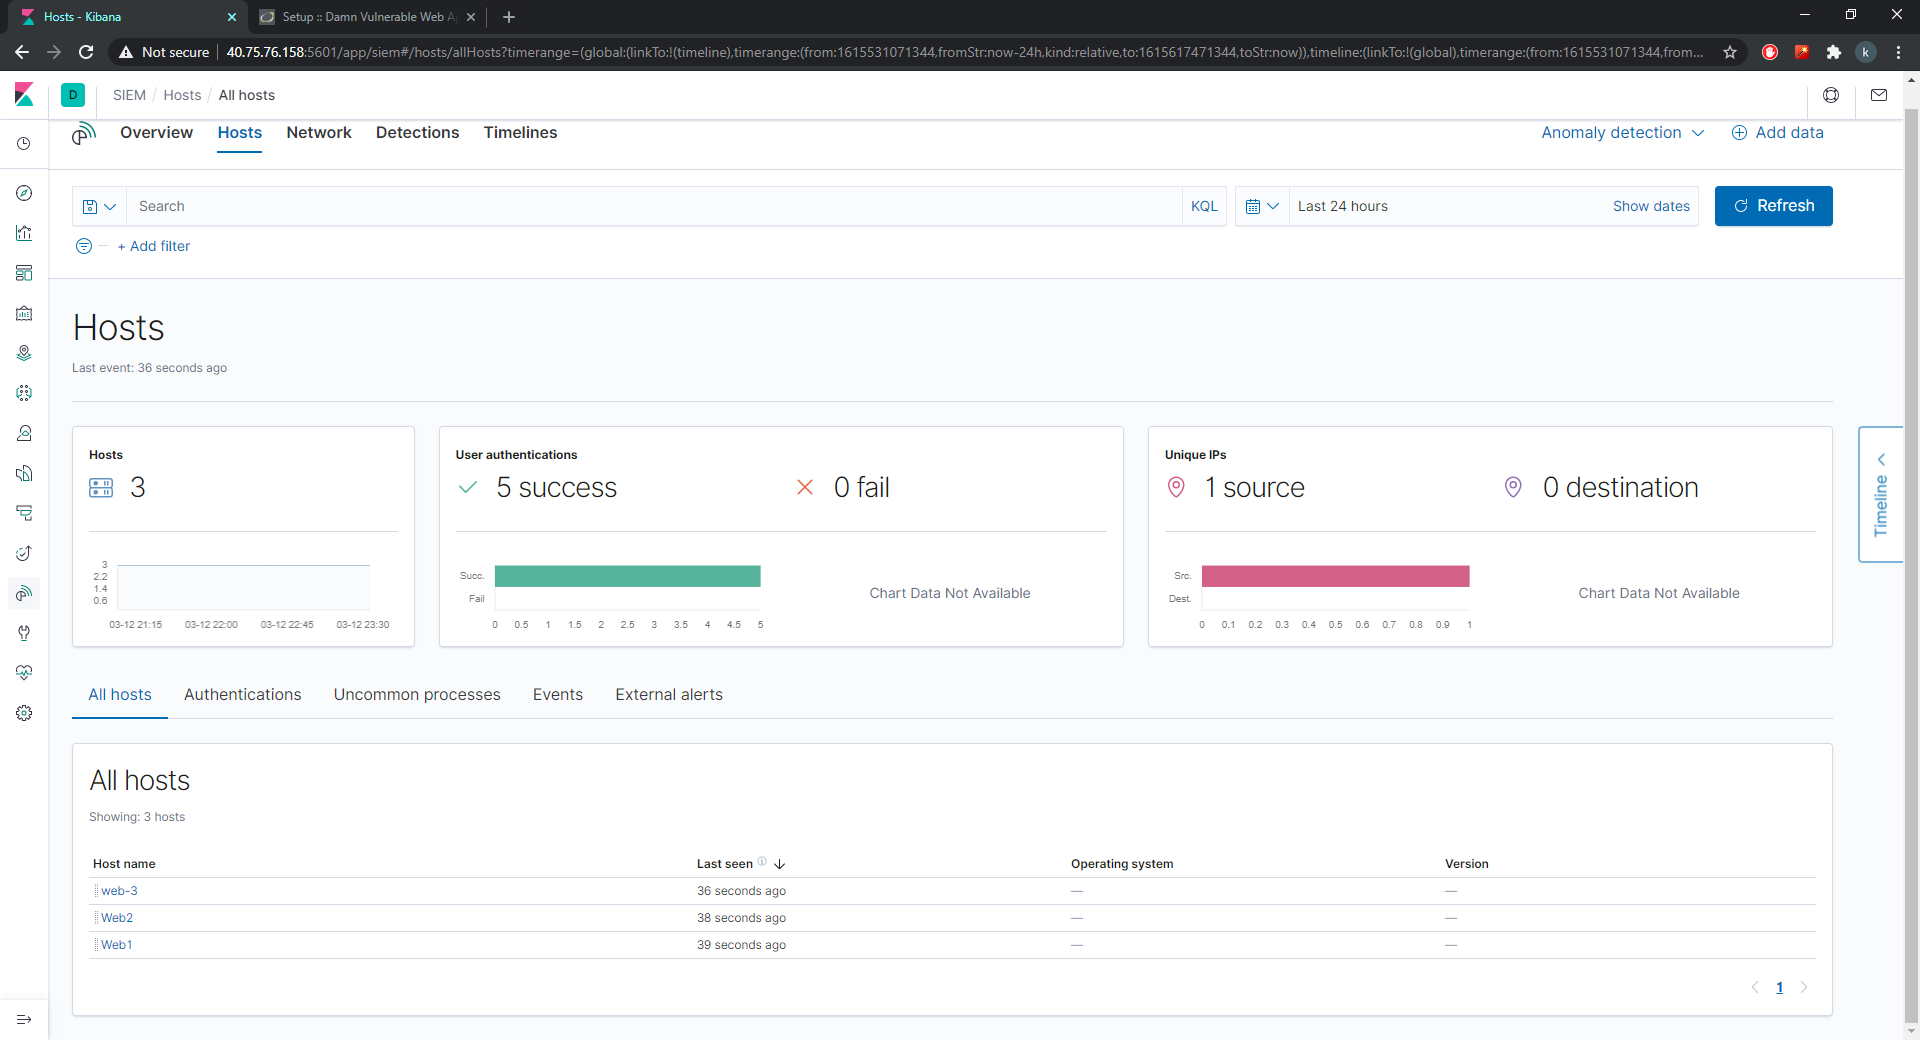 Hosts - Kibana
Setup :: Damn Vulnerable Web A
Not secure
40.75.76.158:5601/app/siem#/hosts/allHosts?timerange=(global:(linkTo:!(timeline),timerange:(from:1615531071344,fromStr:now-24h,kind:relative,to:1615617471344,toStr:now)),timeline:(linkTo:!(global),timerange:(from:1615531071344,from...
k
D
SIEM / Hosts / All hosts
Overview
Hosts
Network
Detections
Timelines
Anomaly detection
Add data
Search
KQL
Last 24 hours
Show dates
Refresh
+ Add filter
Hosts
Last event: 36 seconds ago
Hosts
3
3
2.2
1.4
0.6
03-12 21:15 03-12 22:00 03-12 22:45 03-12 23:30
User authentications
5 success
0 fail
Succ.
Fail
0 0.5 1 1.5 2 2.5 3 3.5 4 4.5 5
Chart Data Not Available
Unique IPs
1 source
0 destination
Src.
Dest.
0 0.1 0.2 0.3 0.4 0.5 0.6 0.7 0.8 0.9 1
Chart Data Not Available
Timeline
All hosts
Authentications
Uncommon processes
Events
External alerts
All hosts
Showing: 3 hosts
Host name Last seen Operating system Version
web-3 36 seconds ago — —
Web2 38 seconds ago — —
Web1 39 seconds ago — —
1